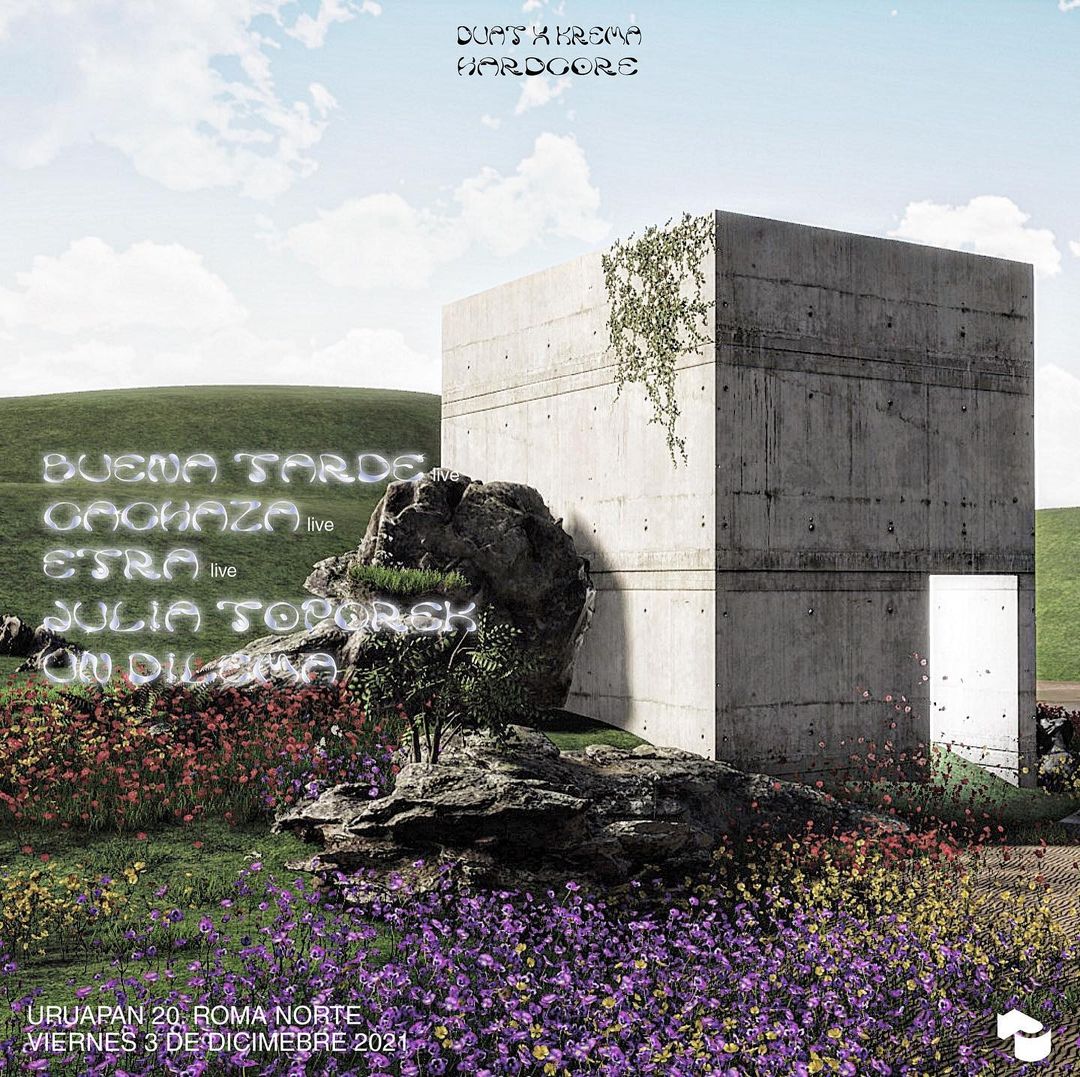 DUAT X KREMA
HARDCORE
BUENA TARDE live
CACHAZA live
ETRA live
JULIA TOPOREK
UN DILEMA
URUAPAN 20, ROMA NORTE
VIERNES 3 DE DICIMEBRE 2021